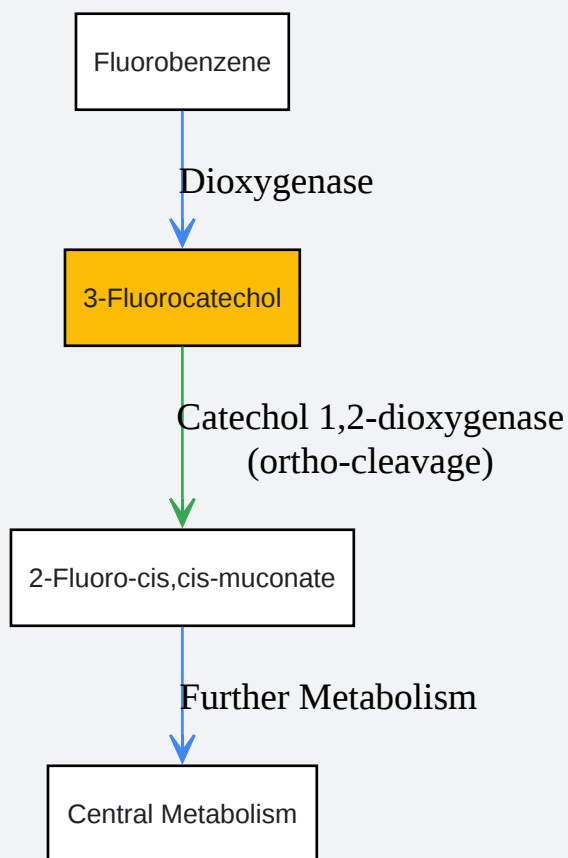 Fluorobenzene
Dioxygenase
3-Fluorocatechol
Catechol 1,2-dioxygenase
(ortho-cleavage)
2-Fluoro-cis,cis-muconate
Further Metabolism
Central Metabolism